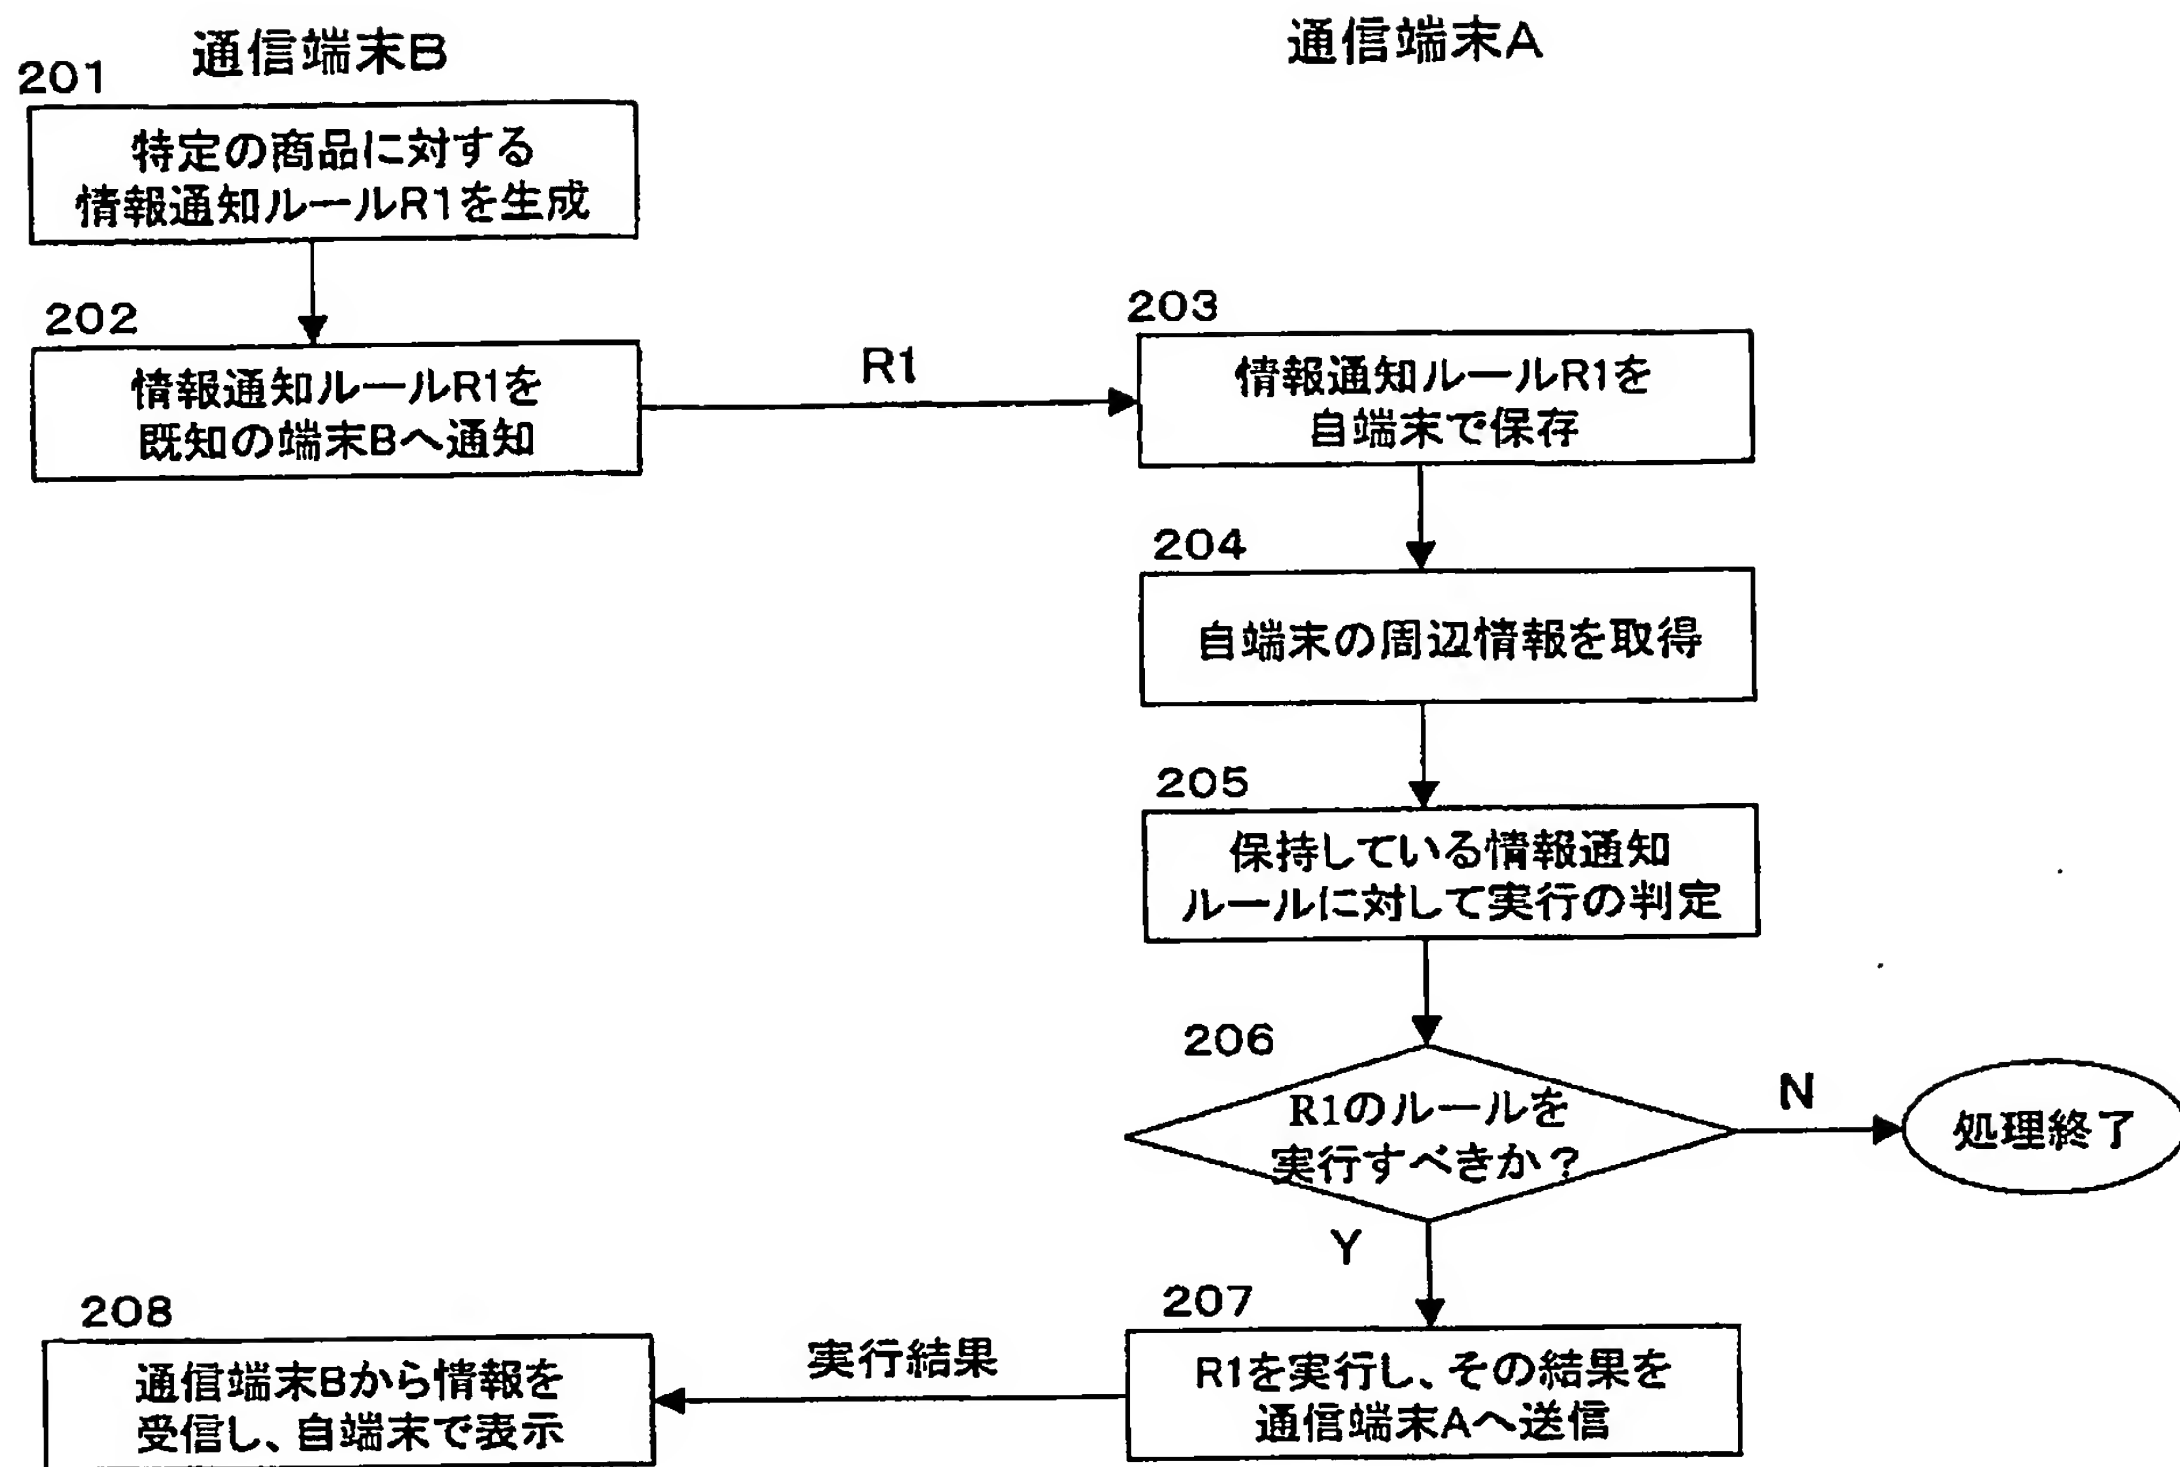 通信端末B
通信端末A
201
特定の商品に対する
情報通知ルールR1を生成
202
情報通知ルールR1を
既知の端末Bへ通知
R1
203
情報通知ルールR1を
自端末で保存
204
自端末の周辺情報を取得
205
保持している情報通知
ルールに対して実行の判定
206
R1のルールを
実行すべきか?
N
処理終了
Y
207
R1を実行し、その結果を
通信端末Aへ送信
実行結果
208
通信端末Bから情報を
受信し、自端末で表示